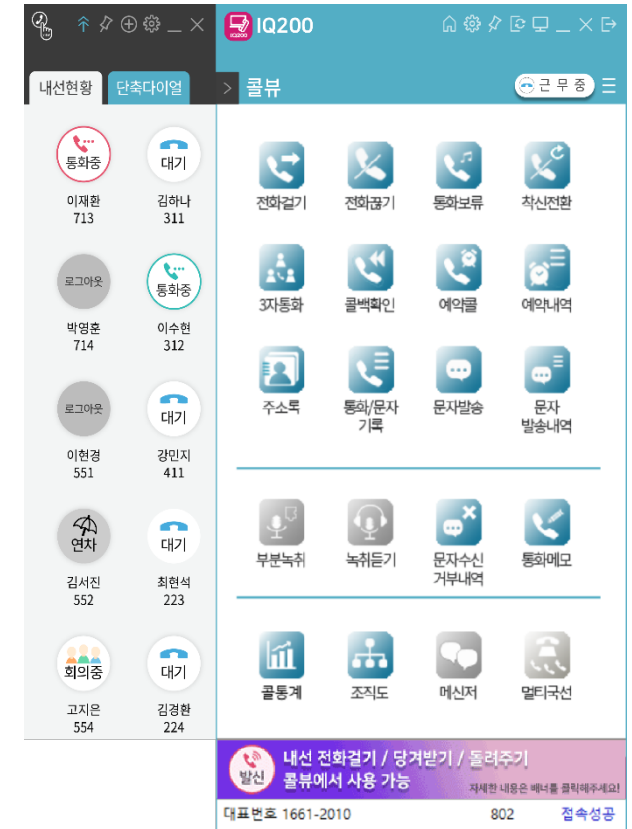 IQ200
IQ200
내선현황 단축다이얼
콜뷰
근무중
통화중
이재환
713
대기
김하나
311
로그아웃
박영훈
714
통화중
이수현
312
로그아웃
이현경
551
대기
강민지
411
연차
김서진
552
대기
최현석
223
회의중
고지은
554
대기
김경환
224
전화걸기 전화끊기 통화보류 착신전환
3자통화 콜백확인 예약콜 예약내역
주소록
통화/문자
기록
문자발송
문자
발송내역
부분녹취 녹취듣기
문자수신
거부내역
통화메모
콜통계 조직도 메신저 멀티국선
발신
내선 전화걸기 / 당겨받기 / 돌려주기
콜뷰에서 사용 가능
자세한 내용은 배너를 클릭해주세요!
대표번호 1661-2010 802 접속성공